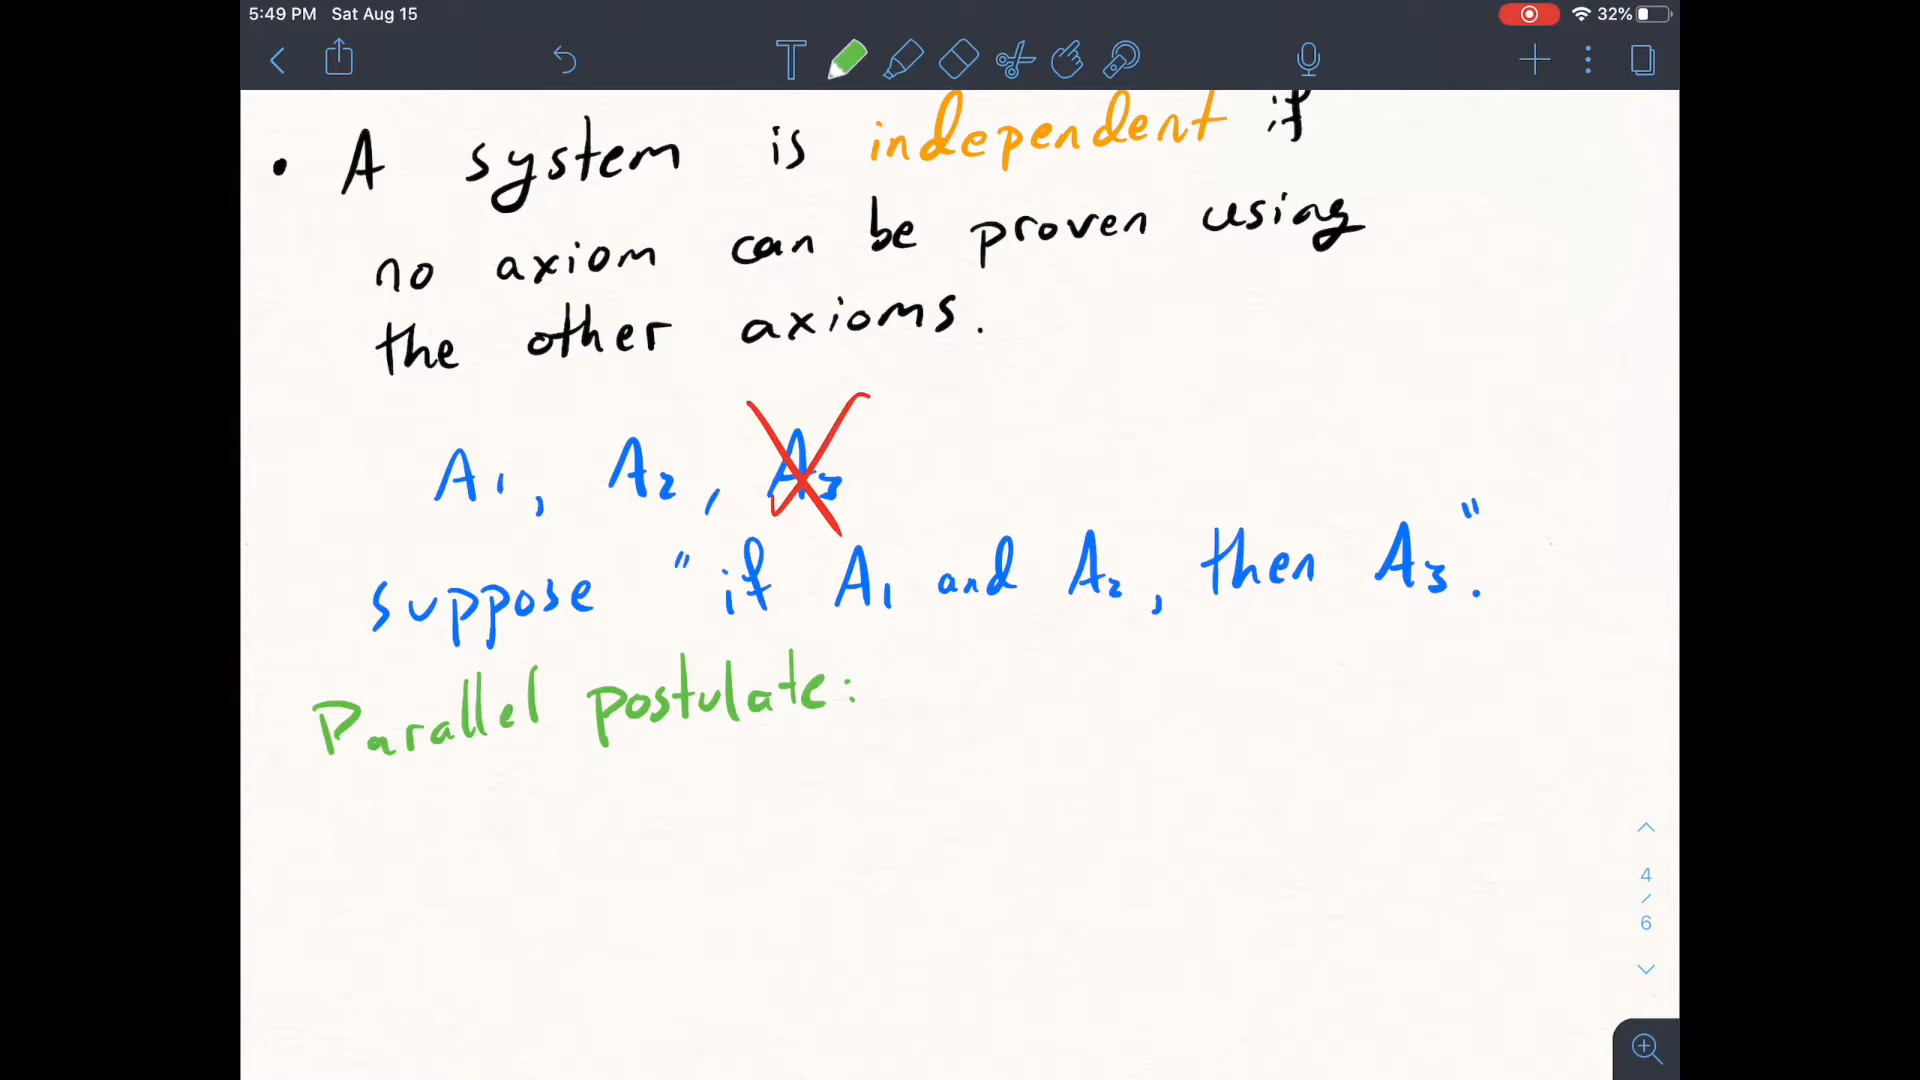 5:49 PM Sat Aug 15
32%
• A system is independent if
no axiom can be proven using
the other axioms.
A1, A2, A3
suppose "if A1 and A2, then A3."
Parallel postulate:
4
/
6